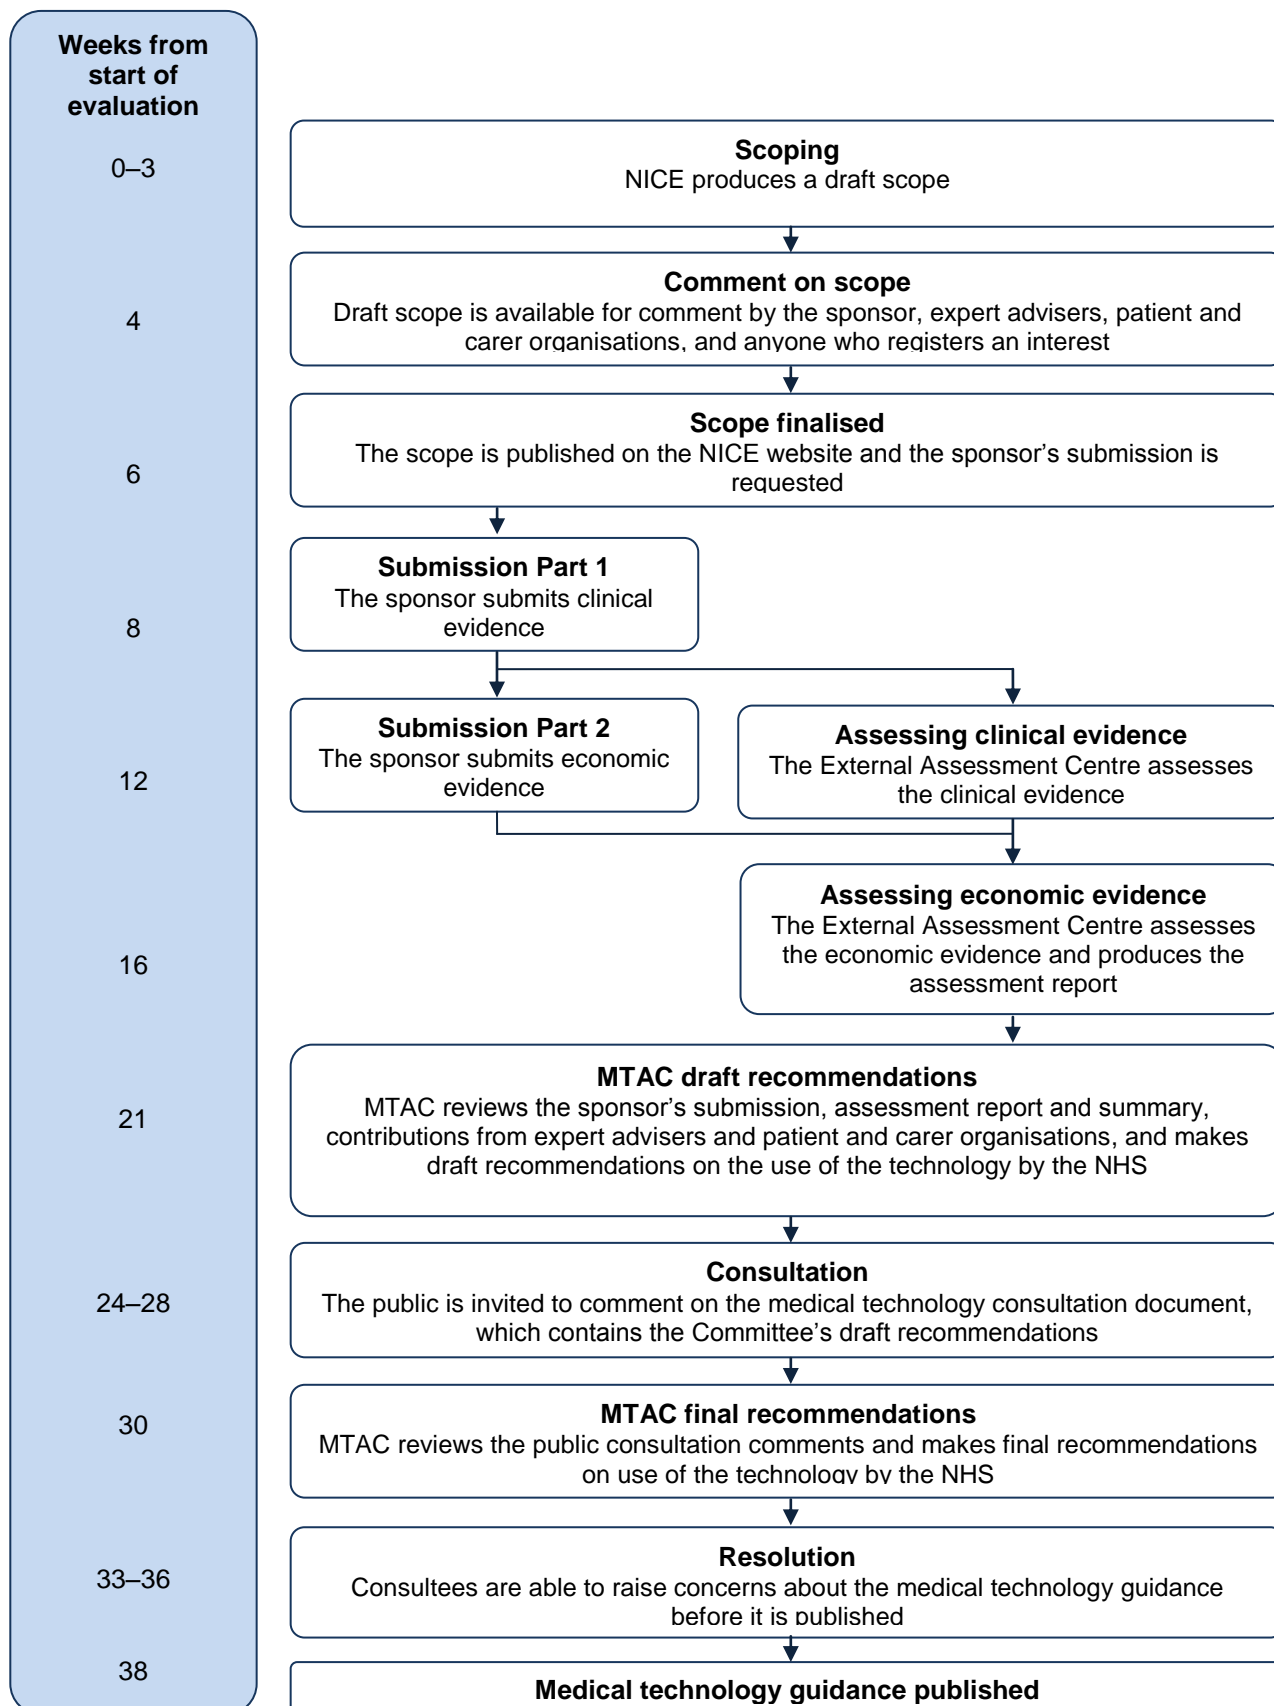 Weeks from
start of
evaluation
0–3
Scoping
NICE produces a draft scope
4
Comment on scope
Draft scope is available for comment by the sponsor, expert advisers, patient and
carer organisations, and anyone who registers an interest
6
Scope finalised
The scope is published on the NICE website and the sponsor’s submission is
requested
8
Submission Part 1
The sponsor submits clinical
evidence
12
Submission Part 2
The sponsor submits economic
evidence
Assessing clinical evidence
The External Assessment Centre assesses
the clinical evidence
16
Assessing economic evidence
The External Assessment Centre assesses
the economic evidence and produces the
assessment report
21
MTAC draft recommendations
MTAC reviews the sponsor’s submission, assessment report and summary,
contributions from expert advisers and patient and carer organisations, and makes
draft recommendations on the use of the technology by the NHS
24–28
Consultation
The public is invited to comment on the medical technology consultation document,
which contains the Committee’s draft recommendations
30
MTAC final recommendations
MTAC reviews the public consultation comments and makes final recommendations
on use of the technology by the NHS
33–36
Resolution
Consultees are able to raise concerns about the medical technology guidance
before it is published
38
Medical technology guidance published